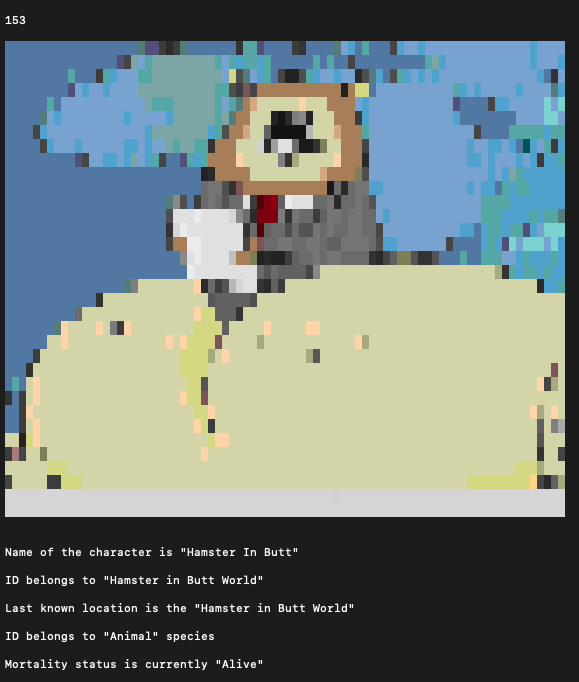 153
Name of the character is "Hamster In Butt"
ID belongs to "Hamster in Butt World"
Last known location is the "Hamster in Butt World"
ID belongs to "Animal" species
Mortality status is currently "Alive"